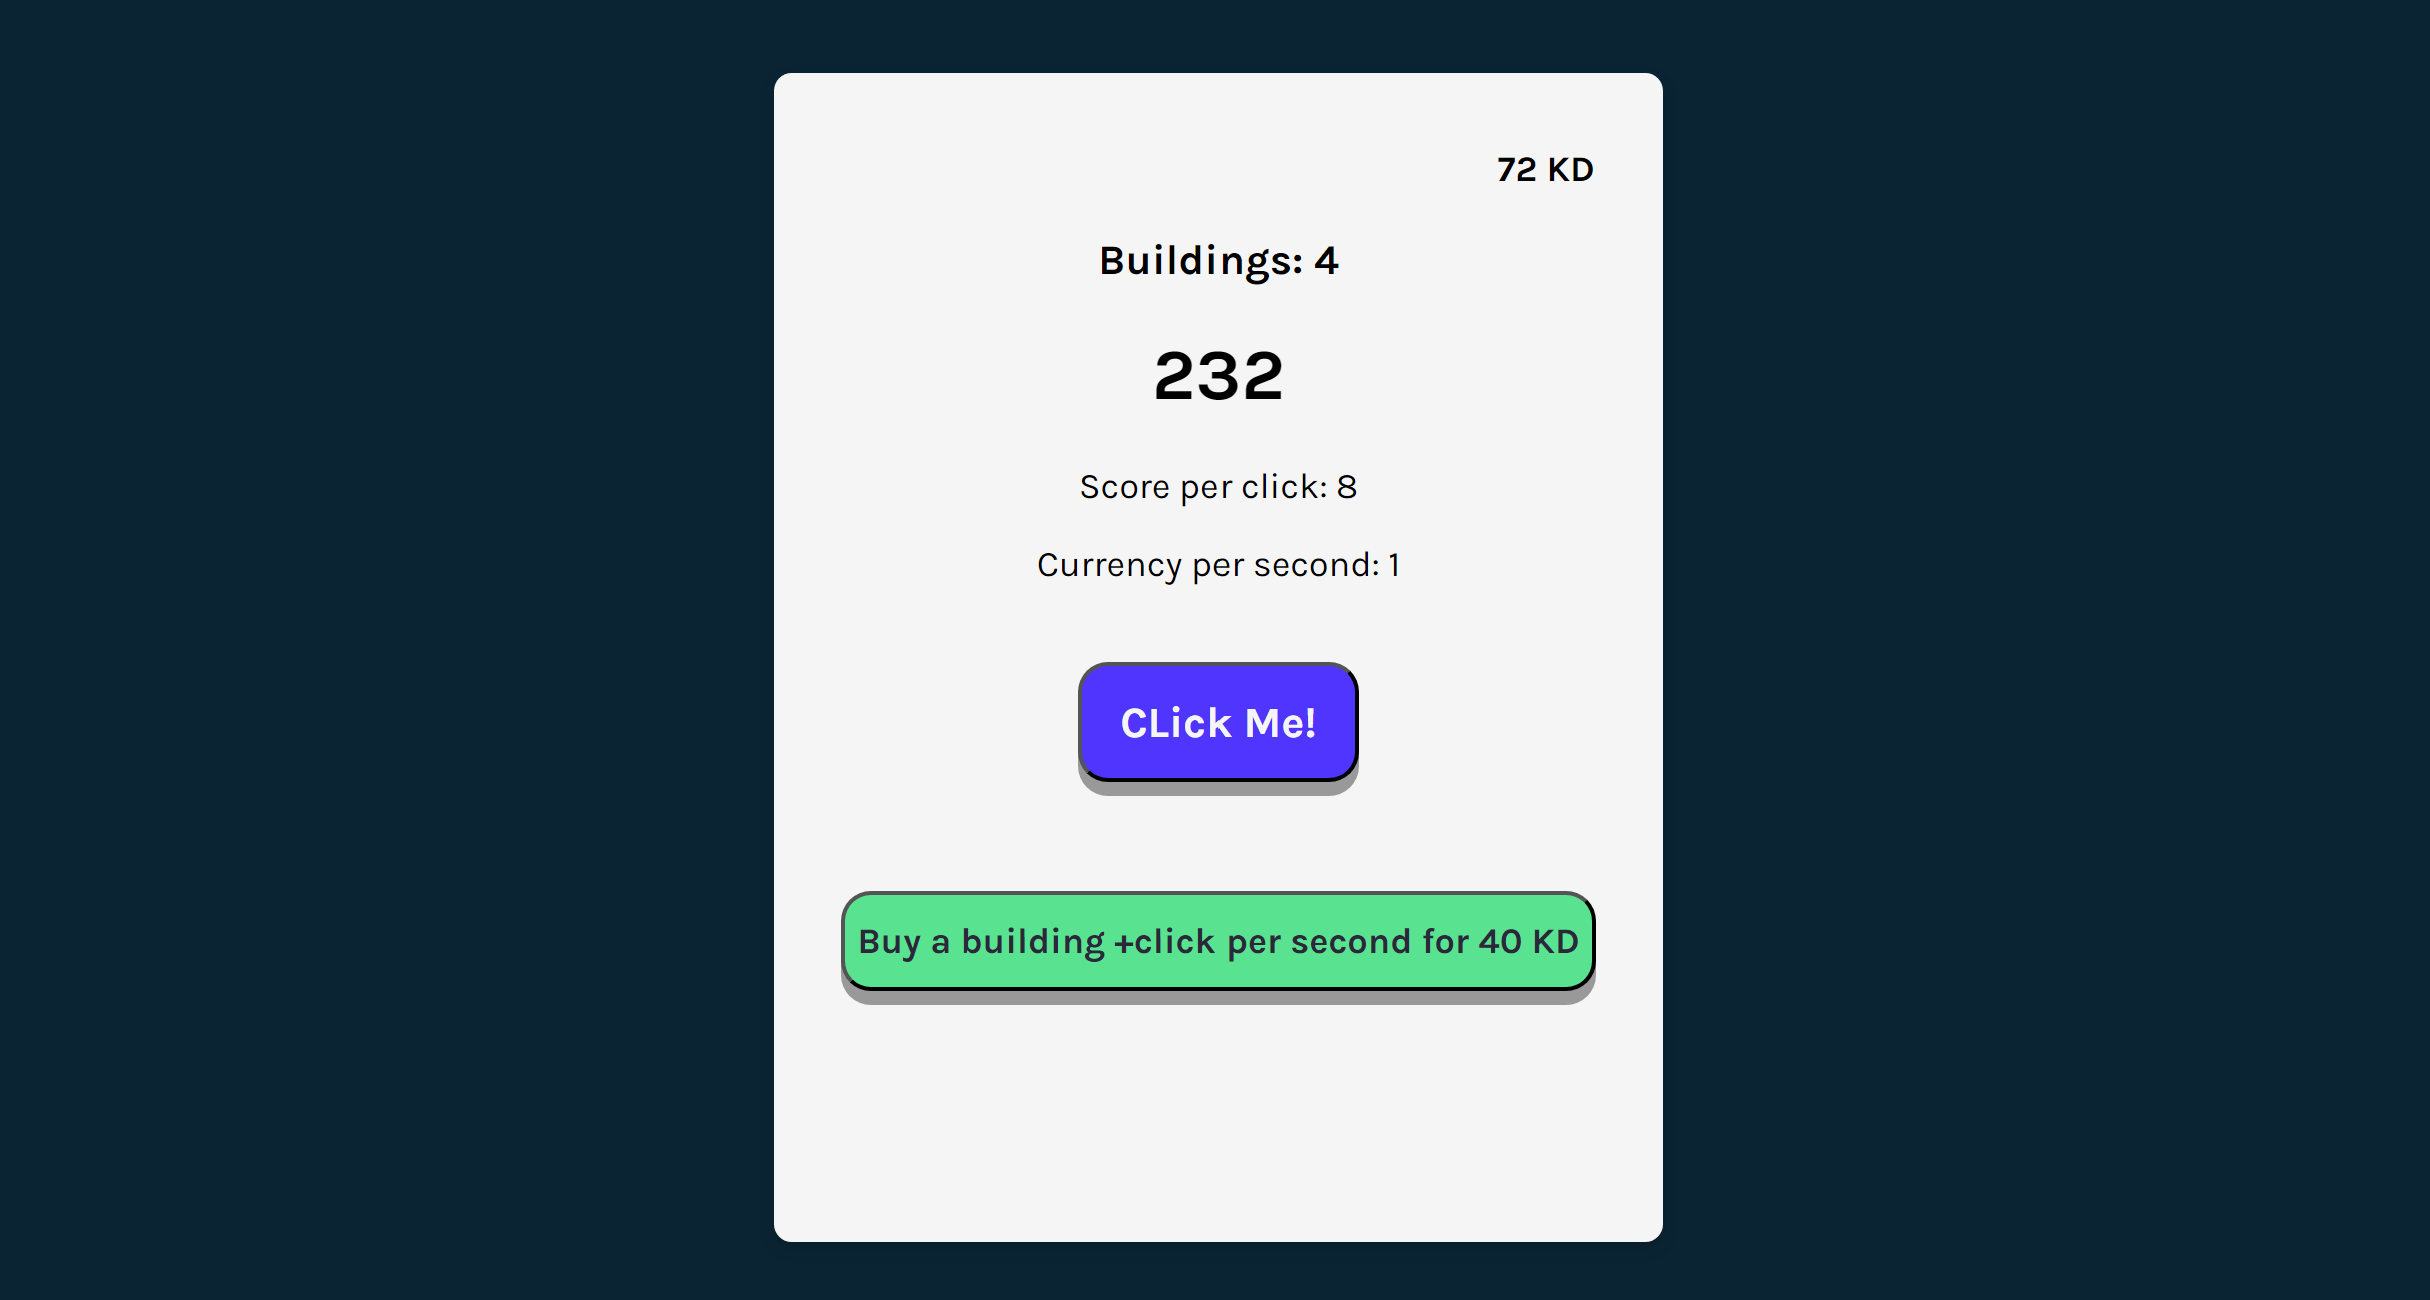 72 KD
Buildings: 4
232
Score per click: 8
Currency per second: 1
CLick Me!
Buy a building +click per second for 40 KD